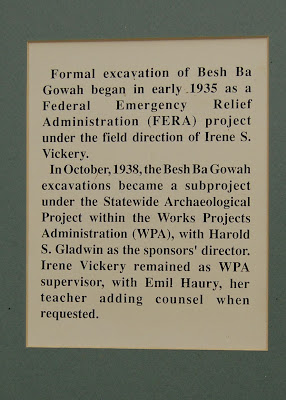 Formal excavation of Besh Ba
Gowah began in early 1935 as a
Federal Emergency Relief
Administration (FERA) project
under the field direction of Irene S.
Vickery.
In October, 1938, the Besh Ba Gowah
excavations became a subproject
under the Statewide Archaeological
Project within the Works Projects
Administration (WPA), with Harold
S. Gladwin as the sponsors' director.
Irene Vickery remained as WPA
supervisor, with Emil Haury, her
teacher adding counsel when
requested.